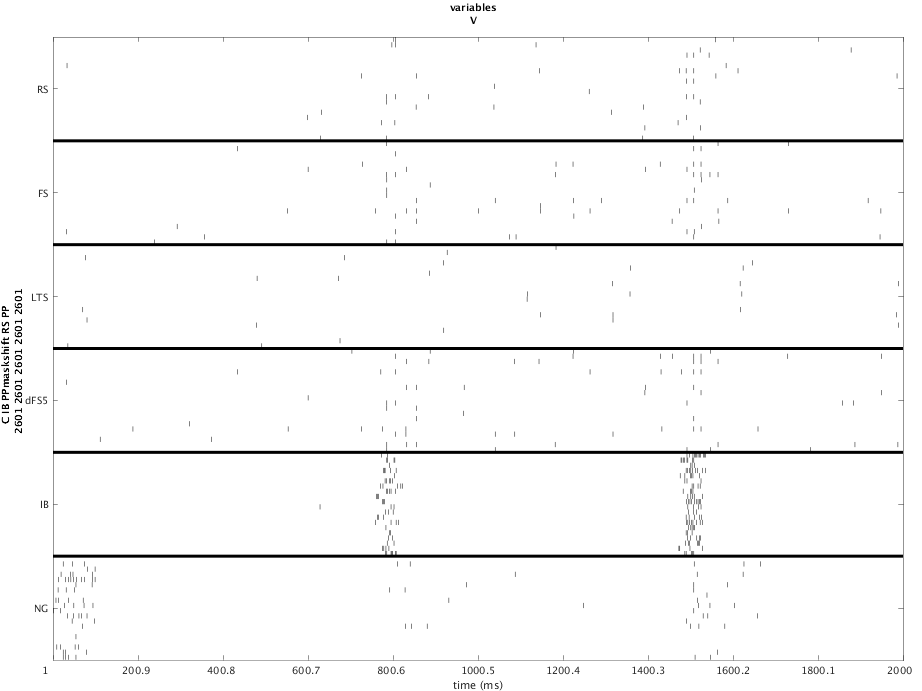 variables
V
RS
FS
LTS
dFS5
IB
NG
C IB PPmaskshift RS PP
2601 2601 2601 2601 2601
1
200.9
400.8
600.7
800.6
1000.5
1200.4
1400.3
1600.2
1800.1
2000
time (ms)